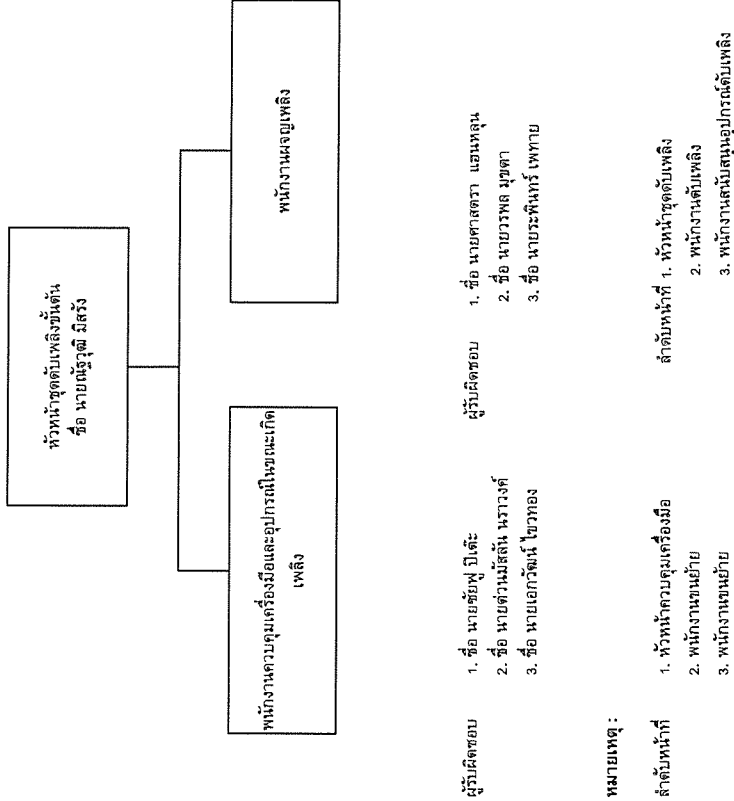 หัวหน้าชุดดับเพลิงขั้นต้น
ชื่อ นายณัฐวุฒิ มิสรัง
พนักงานควบคุมเครื่องมือและอุปกรณ์ในขณะเกิด
เพลิง
พนักงานผจญเพลิง
ผู้รับผิดชอบ 1. ชื่อ นายชัยฟู ปิเต๊ะ
2. ชื่อ นายต่วนมัสลัน นราวงค์
3. ชื่อ นายเอกวัฒน์ ไขวทอง
ผู้รับผิดชอบ 1. ชื่อ นายศาสตรา แฮนหลุน
2. ชื่อ นายวรพล มุขตา
3. ชื่อ นายระพินทร์ เพทาย
หมายเหตุ :
ลำดับหน้าที่ 1. หัวหน้าควบคุมเครื่องมือ
2. พนักงานขนย้าย
3. พนักงานขนย้าย
ลำดับหน้าที่ 1. หัวหน้าชุดดับเพลิง
2. พนักงานดับเพลิง
3. พนักงานสนับสนุนอุปกรณ์ดับเพลิง